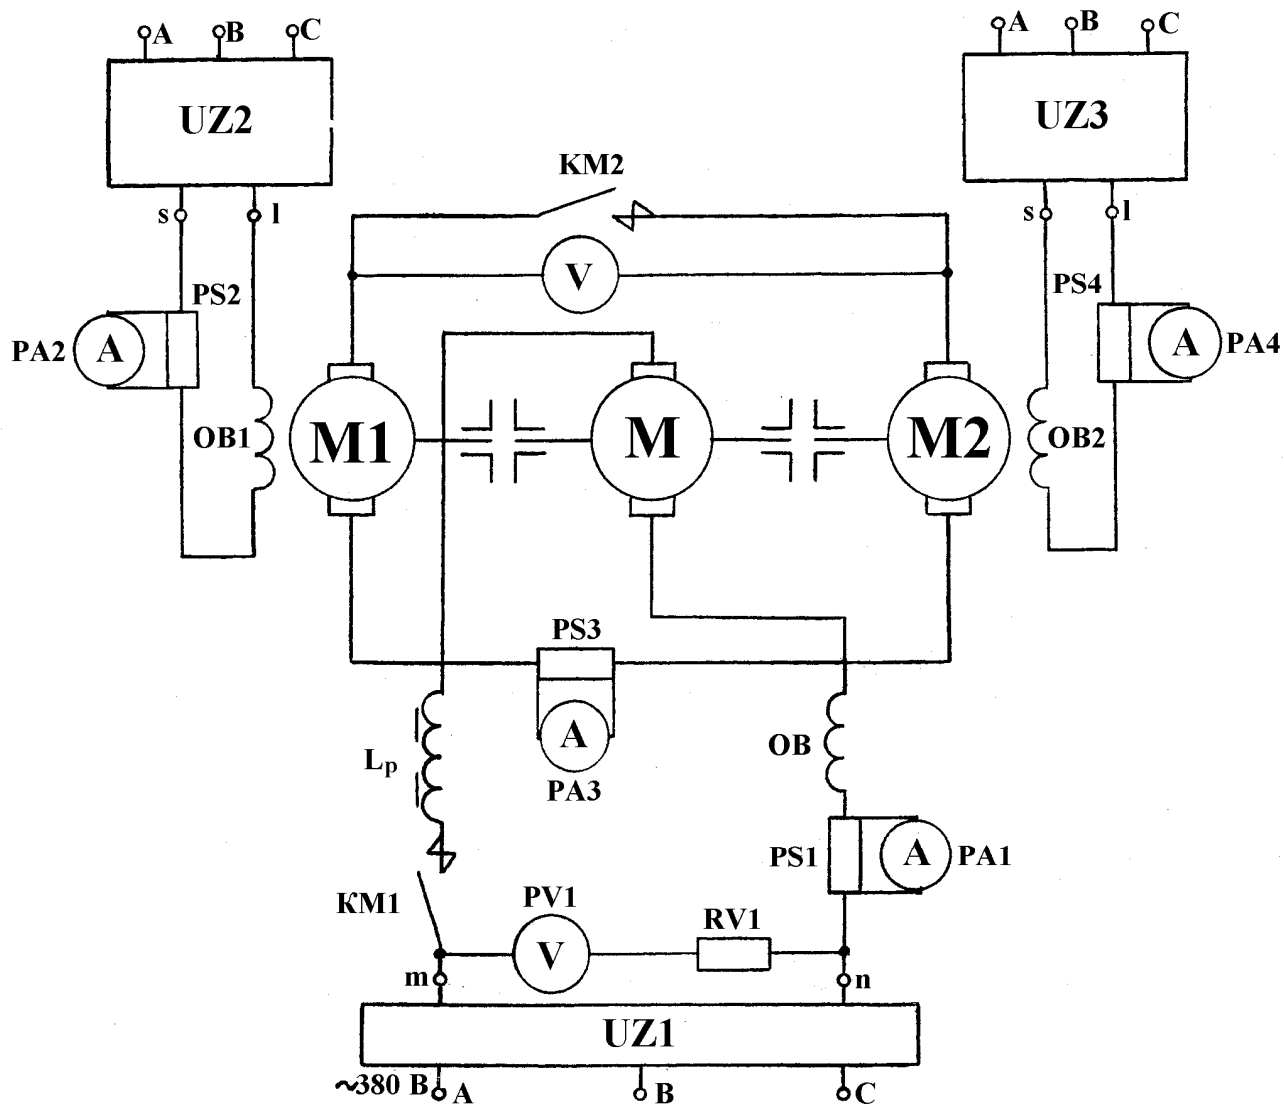 A B C
A B C
UZ2
UZ3
KM2
s l
s l
V
PS2
PS4
PA2 A
A PA4
M1 M M2
OB1
OB2
PS3
A
PA3
Lp
OB
PS1 A PA1
KM1
PV1
RV1
V
m n
UZ1
~380 B A B C